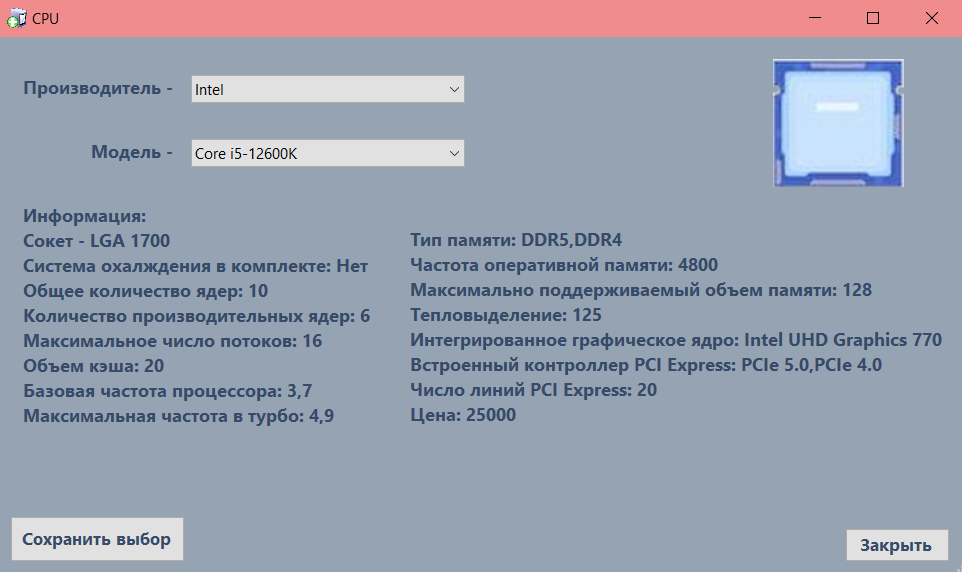 CPU
Производитель - Intel
Модель - Core i5-12600K
Информация:
Сокет - LGA 1700
Система охалждения в комплекте: Нет
Общее количество ядер: 10
Количество производительных ядер: 6
Максимальное число потоков: 16
Объем кэша: 20
Базовая частота процессора: 3,7
Максимальная частота в турбо: 4,9
Тип памяти: DDR5,DDR4
Частота оперативной памяти: 4800
Максимально поддерживаемый объем памяти: 128
Тепловыделение: 125
Интегрированное графическое ядро: Intel UHD Graphics 770
Встроенный контроллер PCI Express: PCIe 5.0,PCIe 4.0
Число линий PCI Express: 20
Цена: 25000
Сохранить выбор
Закрыть